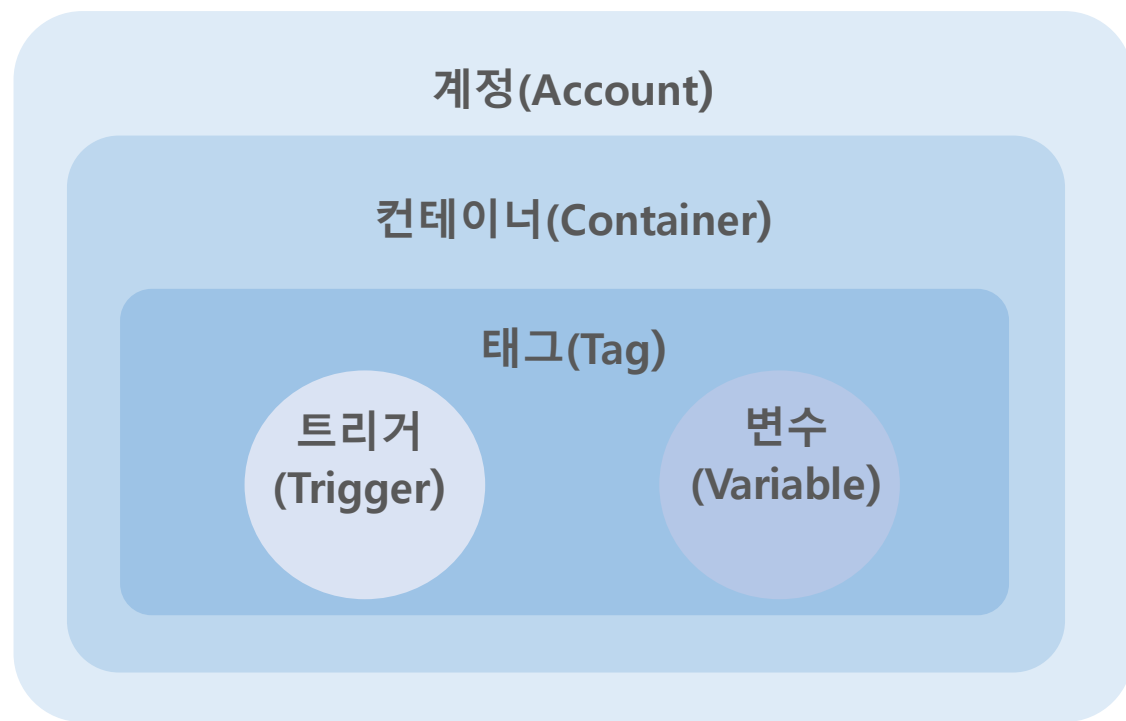 계정(Account)
컨테이너(Container)
태그(Tag)
트리거
(Trigger)
변수
(Variable)